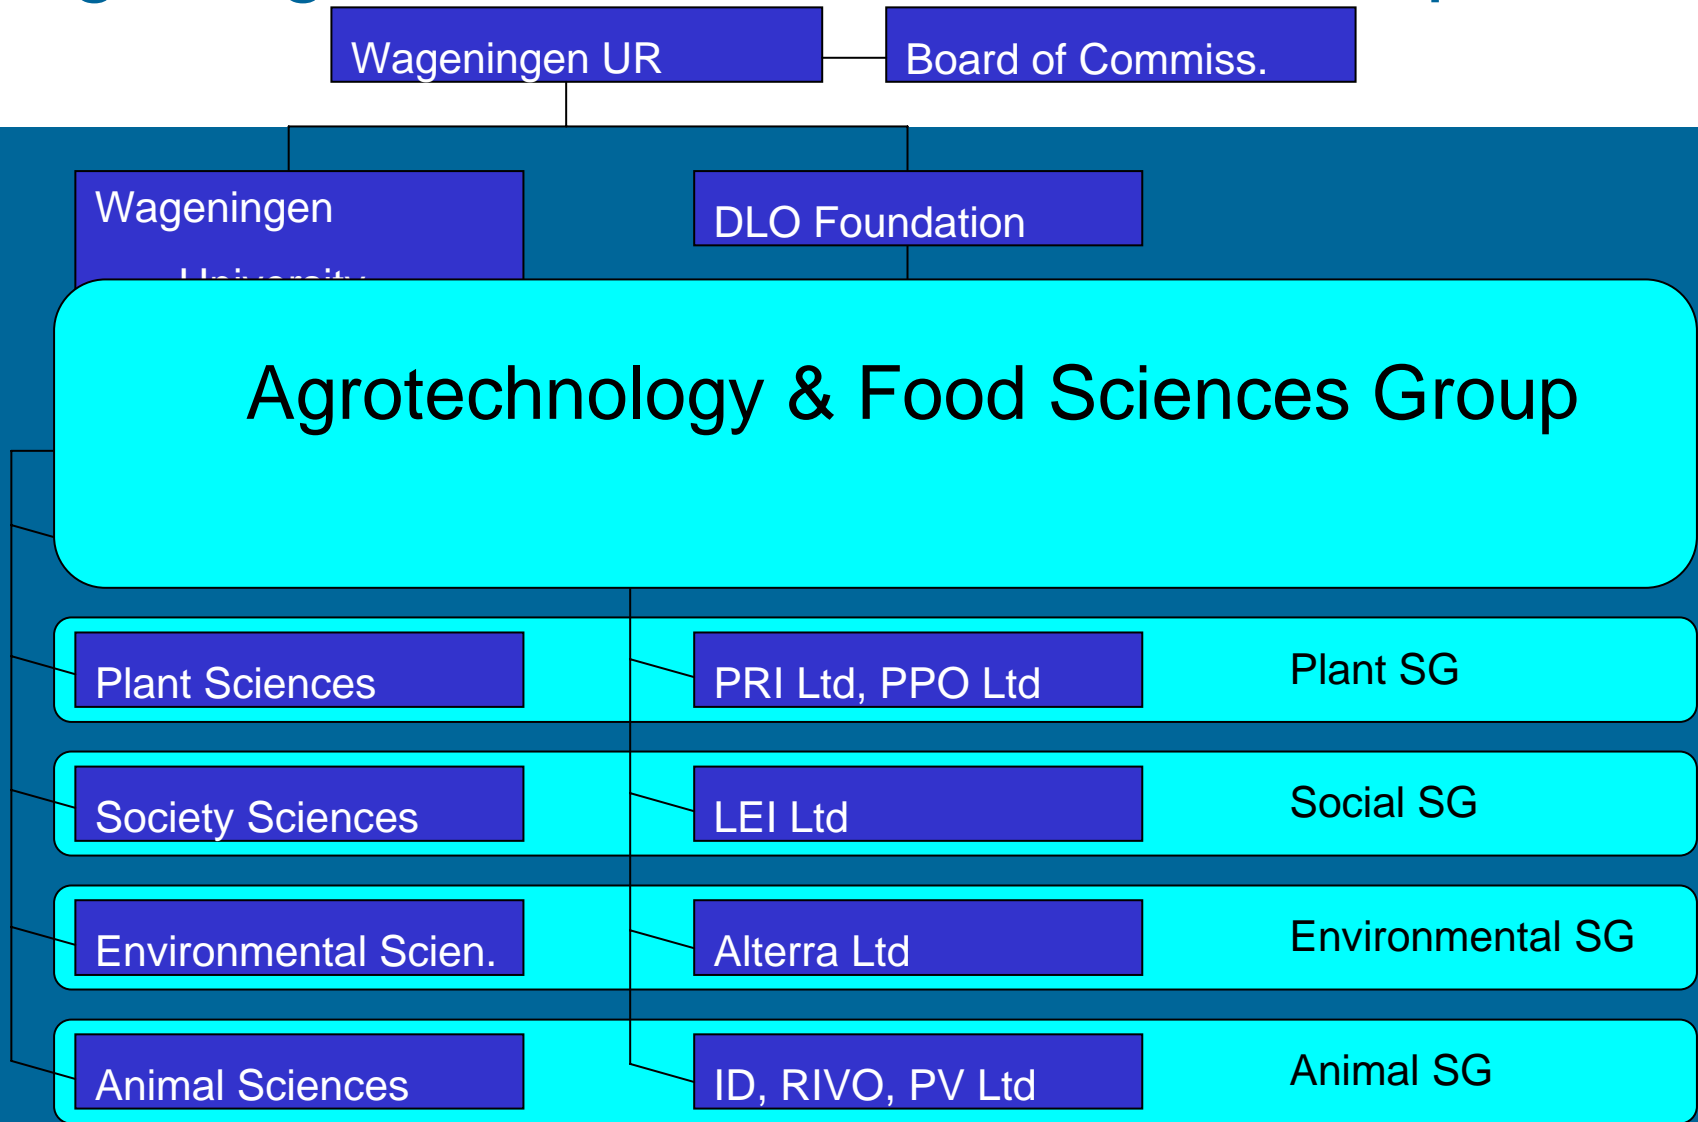 Wageningen UR
Board of Commiss.
Wageningen
University
DLO Foundation
Agrotechnology & Food Sciences Group
Plant Sciences
PRI Ltd, PPO Ltd
Plant SG
Society Sciences
LEI Ltd
Social SG
Environmental Scien.
Alterra Ltd
Environmental SG
Animal Sciences
ID, RIVO, PV Ltd
Animal SG